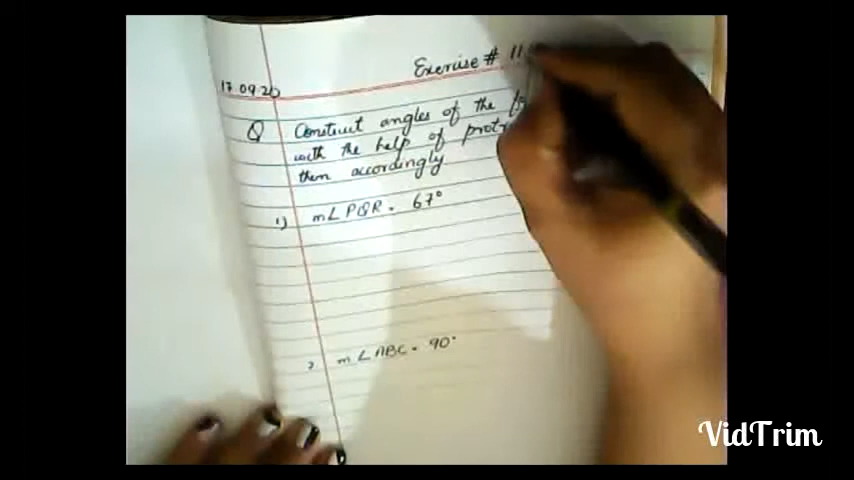 Exercise # 11
17.09.20
Q Construct angles of the
with the help of
them accordingly
1) m∠PQR = 67°
2 m∠ABC = 90°
VidTrim